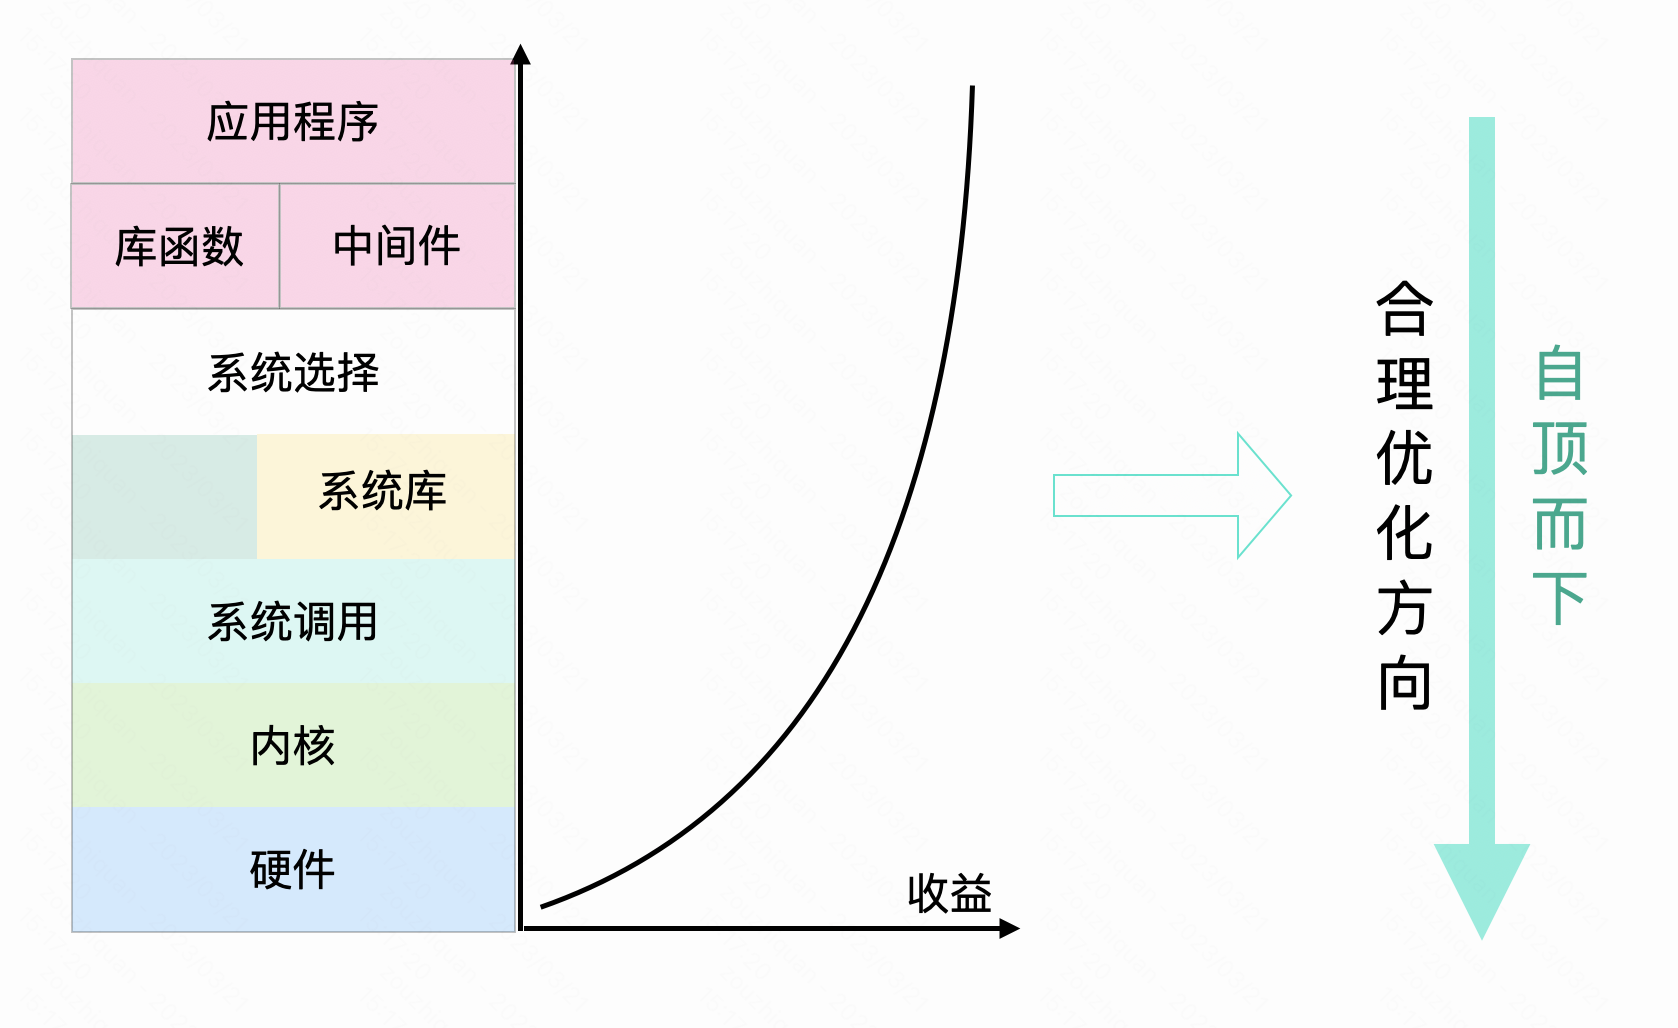 应用程序
库函数
中间件
系统选择
系统库
系统调用
内核
硬件
收益
合理优化方向
自顶而下